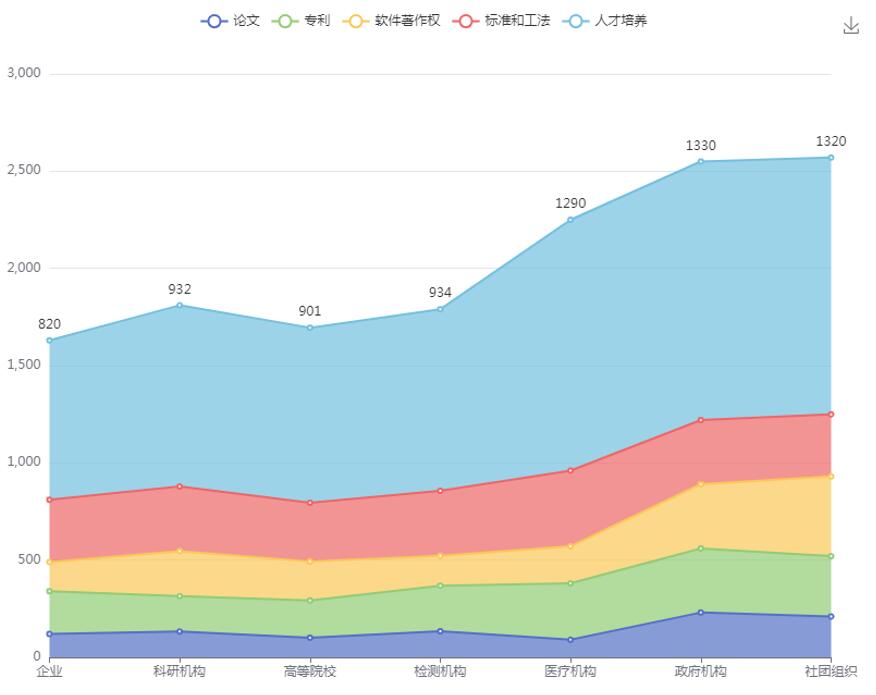 论文 专利 软件著作权 标准和工法 人才培养
3,000
2,500
2,000
1,500
1,000
500
0
820 932 901 934 1290 1330 1320
企业 科研机构 高等院校 检测机构 医疗机构 政府机构 社团组织